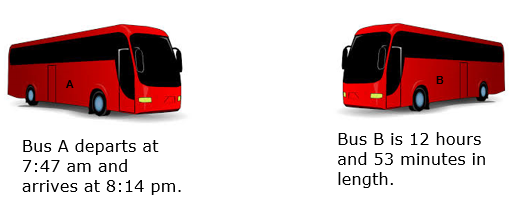 A
B
Bus A departs at
7:47 am and
arrives at 8:14 pm.
Bus B is 12 hours
and 53 minutes in
length.